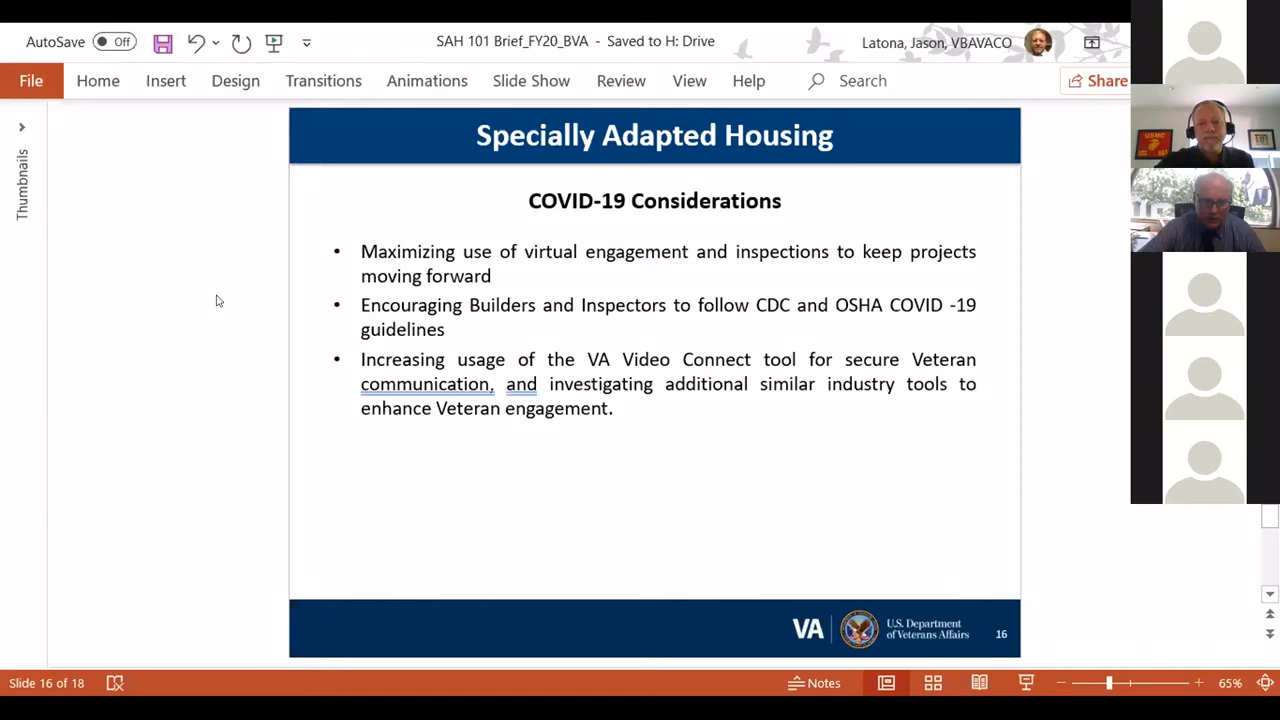 AutoSave Off SAH 101 Brief_FY20_BVA - Saved to H: Drive Latona, Jason, VBAVACO
File Home Insert Design Transitions Animations Slide Show Review View Help Search Share
Thumbnails
Specially Adapted Housing
COVID-19 Considerations
• Maximizing use of virtual engagement and inspections to keep projects
moving forward
• Encouraging Builders and Inspectors to follow CDC and OSHA COVID -19
guidelines
• Increasing usage of the VA Video Connect tool for secure Veteran
communication, and investigating additional similar industry tools to
enhance Veteran engagement.
VA
U.S. Department
of Veterans Affairs
16
USMC
Slide 16 of 18 Notes 65%